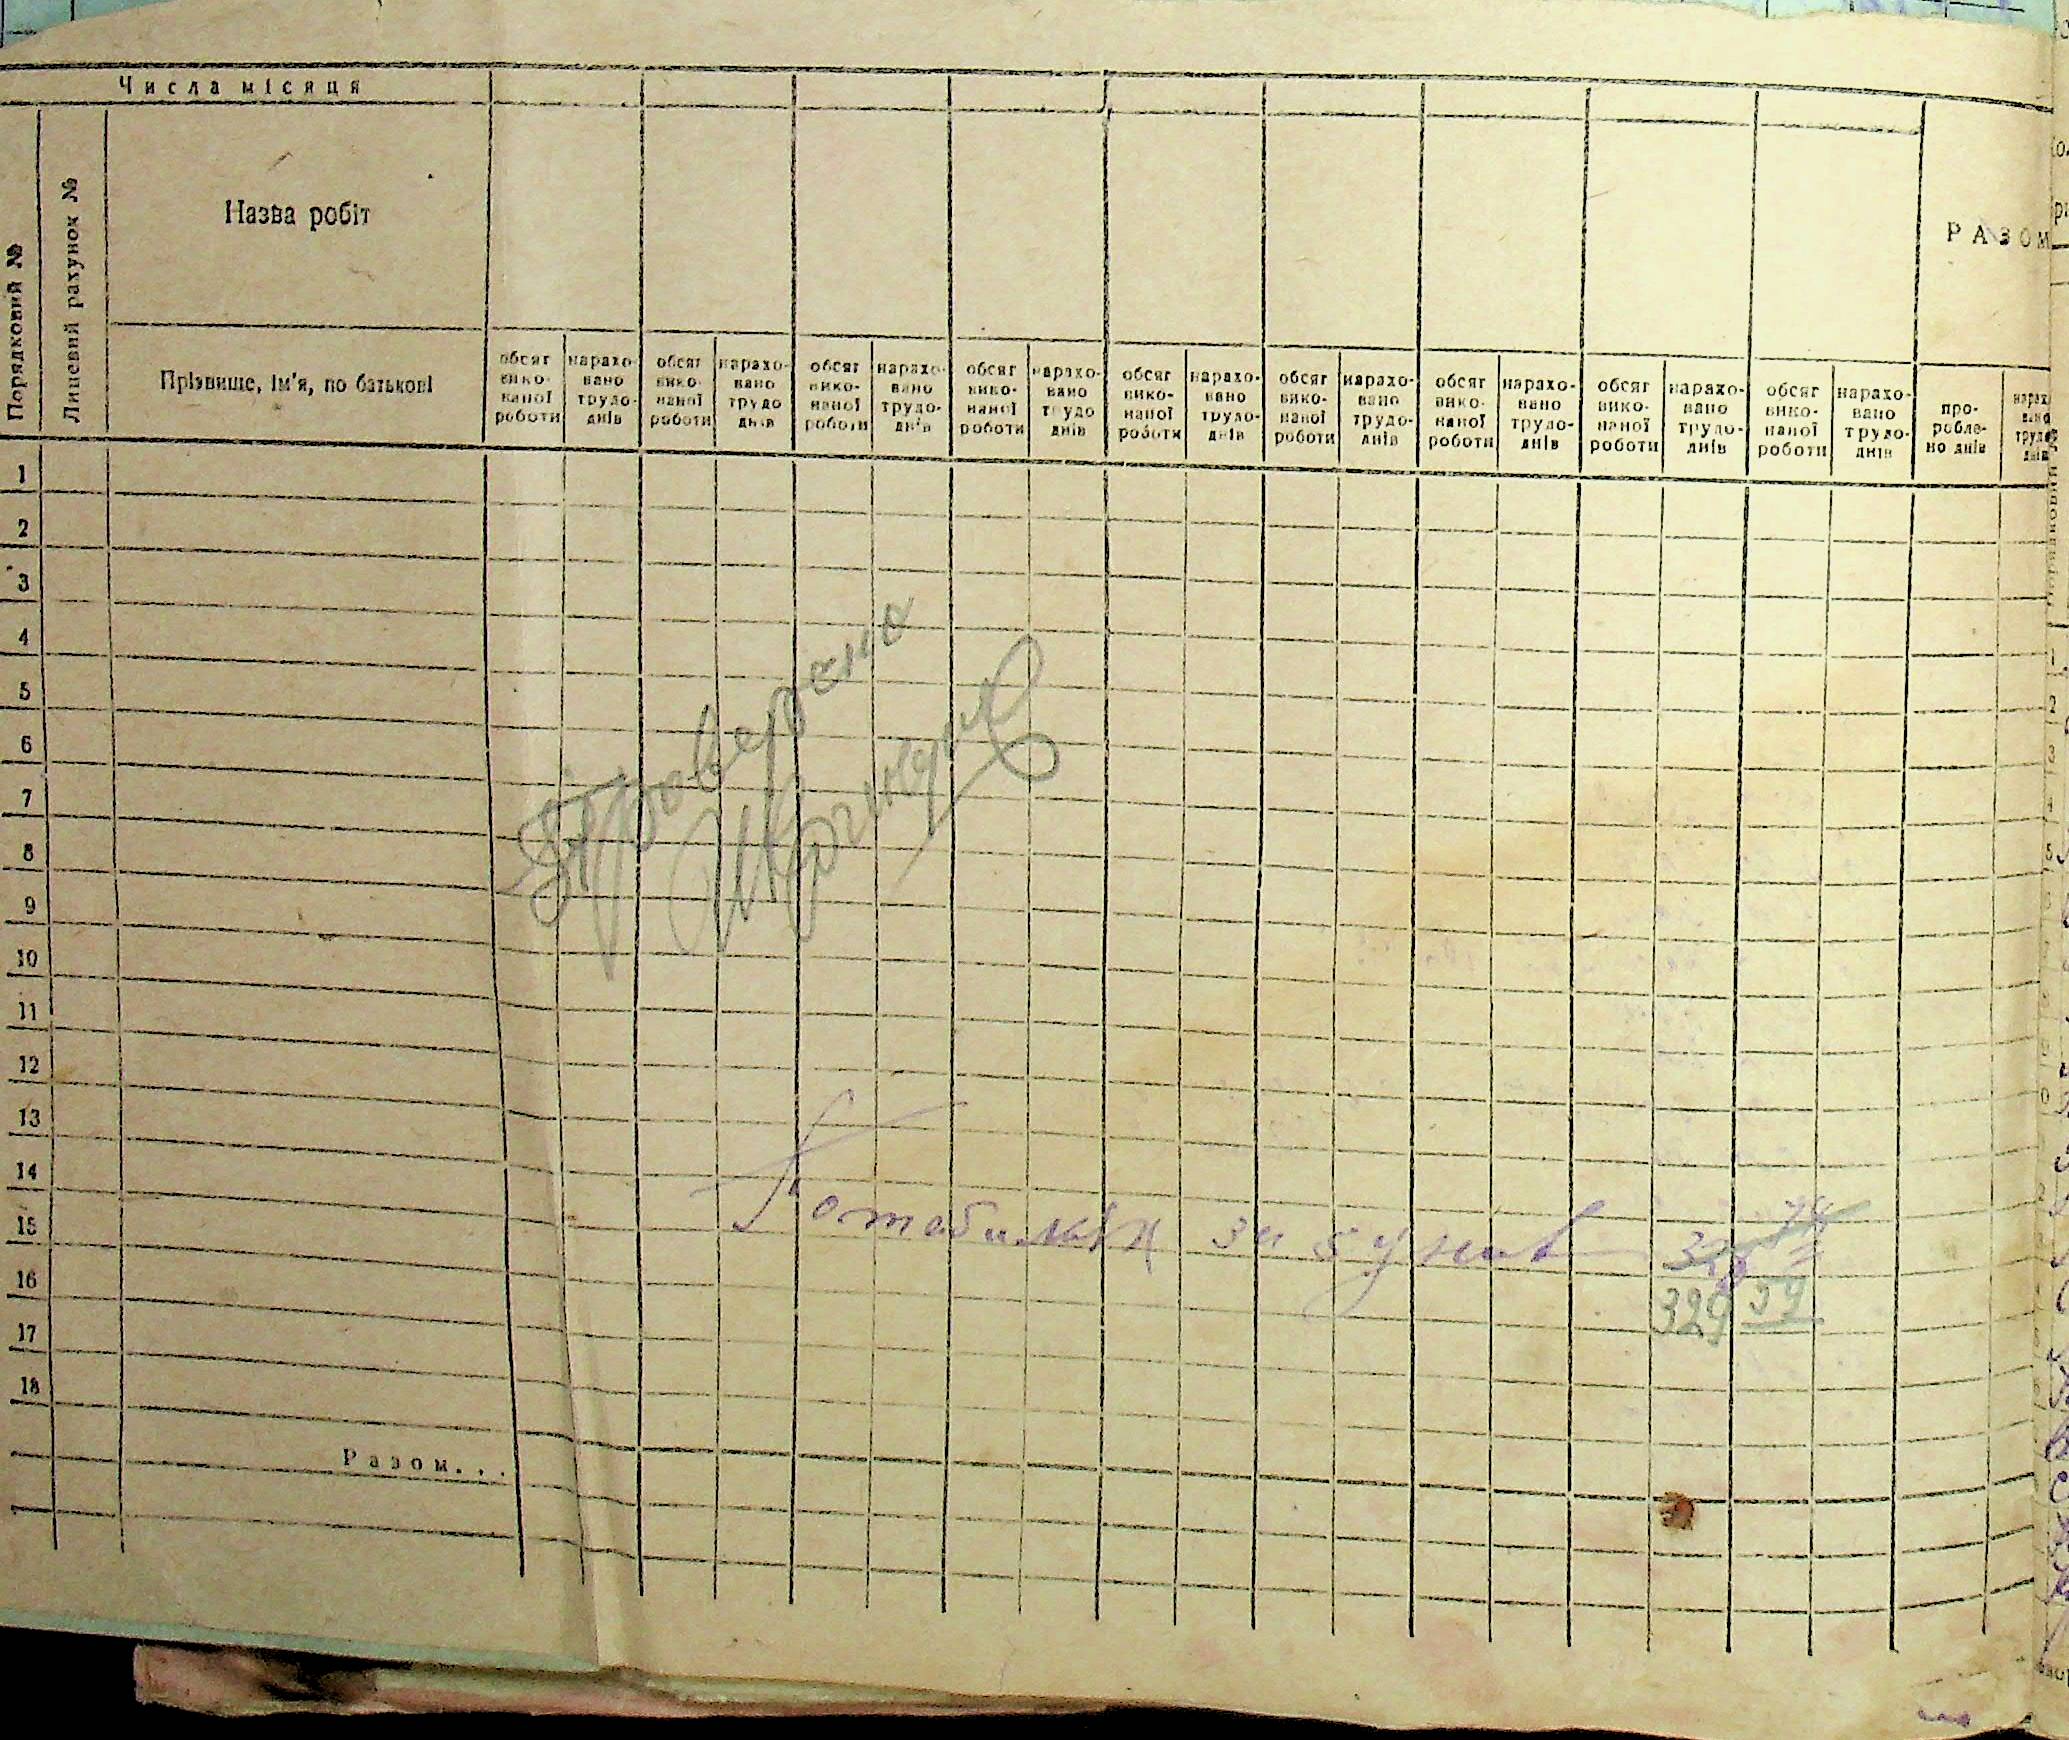 Числа місяця
Порядковий №
Лицевий рахунок №
Назва робіт
РАЗОМ
Прізвище, ім'я, по батькові
обсяг виконаної роботи нараховано трудоднів обсяг виконаної роботи нараховано трудоднів обсяг виконаної роботи нараховано трудоднів обсяг виконаної роботи нараховано трудоднів обсяг виконаної роботи нараховано трудоднів обсяг виконаної роботи нараховано трудоднів обсяг виконаної роботи нараховано трудоднів обсяг виконаної роботи нараховано трудоднів обсяг виконаної роботи нараховано трудоднів пророблено днів
1
2
3
4
5
6
7
8
9
10
11
12
13
14
15
16
17
18
Проверено
за
329 39
Разом...